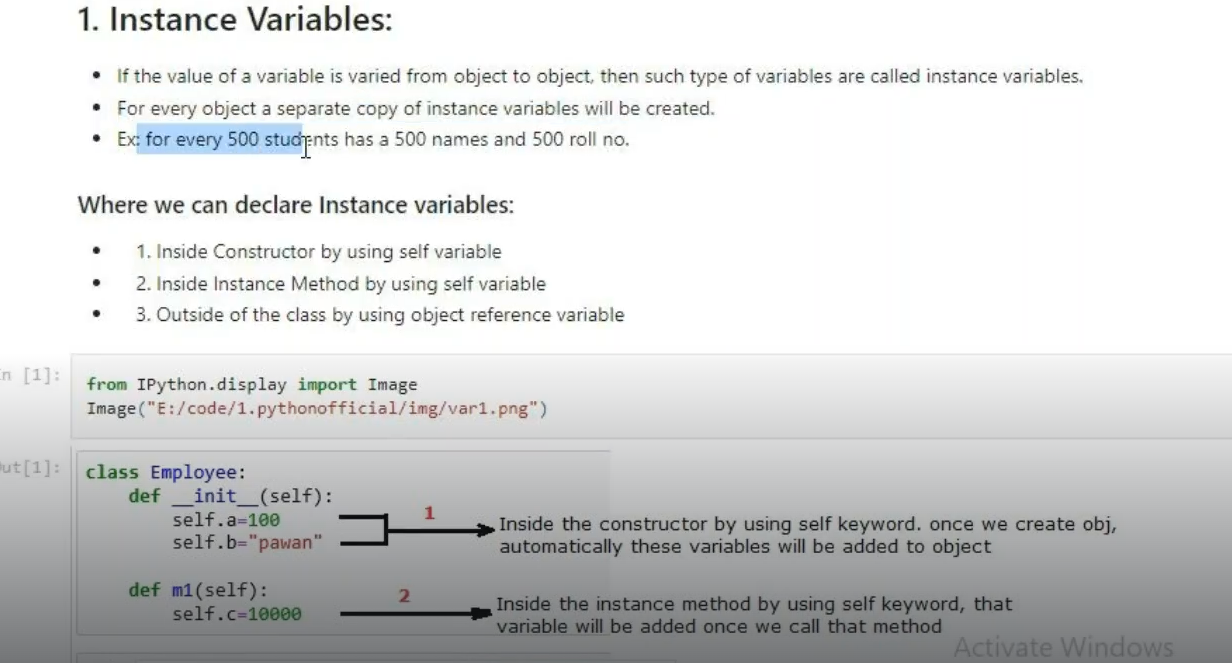 1. Instance Variables:
• If the value of a variable is varied from object to object, then such type of variables are called instance variables.
• For every object a separate copy of instance variables will be created.
• Ex: for every 500 students has a 500 names and 500 roll no.
Where we can declare Instance variables:
• 1. Inside Constructor by using self variable
• 2. Inside Instance Method by using self variable
• 3. Outside of the class by using object reference variable
n [1]:
from IPython.display import Image
Image("E:/code/1.pythonofficial/img/var1.png")
ut[1]:
class Employee:
def __init__(self):
self.a=100
self.b="pawan"
1
Inside the constructor by using self keyword. once we create obj,
automatically these variables will be added to object
def m1(self):
self.c=10000
2
Inside the instance method by using self keyword, that
variable will be added once we call that method
Activate Windows